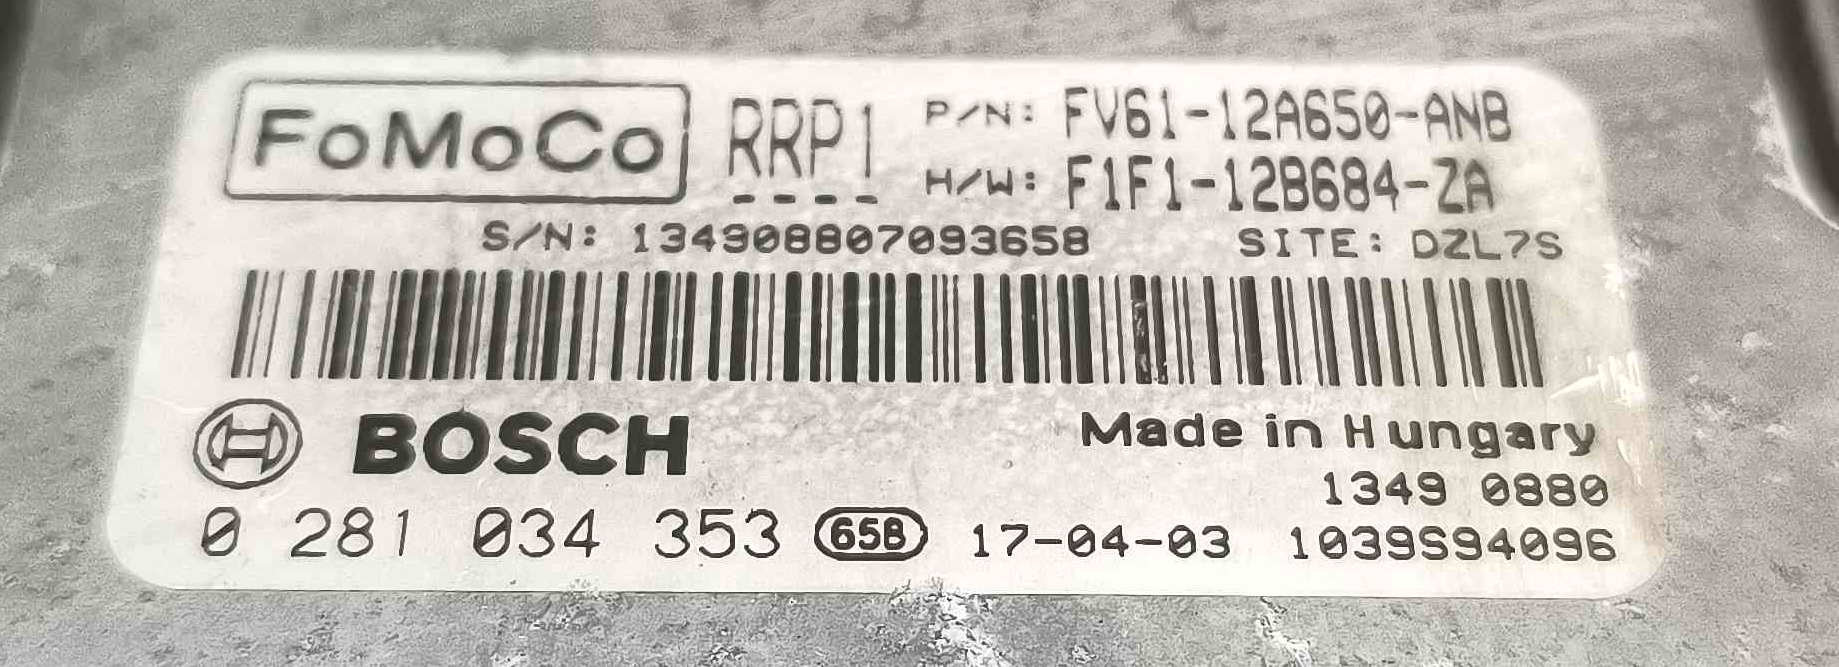 FoMoCo RRP1 P/N: FV61-12A650-ANB
H/W: F1F1-12B684-ZA
S/N: 134908807093658 SITE: DZL7S
BOSCH Made in Hungary
1349 0880
0 281 034 353 65B 17-04-03 1039S94096